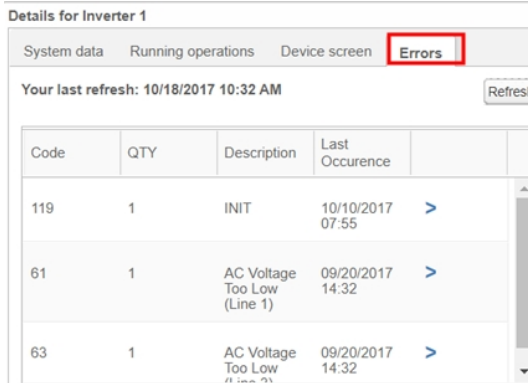 Details for Inverter 1
System data Running operations Device screen Errors
Your last refresh: 10/18/2017 10:32 AM
Refresh
Code QTY Description Last
Occurence
119 1 INIT 10/10/2017
07:55 >
61 1 AC Voltage
Too Low
(Line 1) 09/20/2017
14:32 >
63 1 AC Voltage
Too Low 09/20/2017
14:32 >